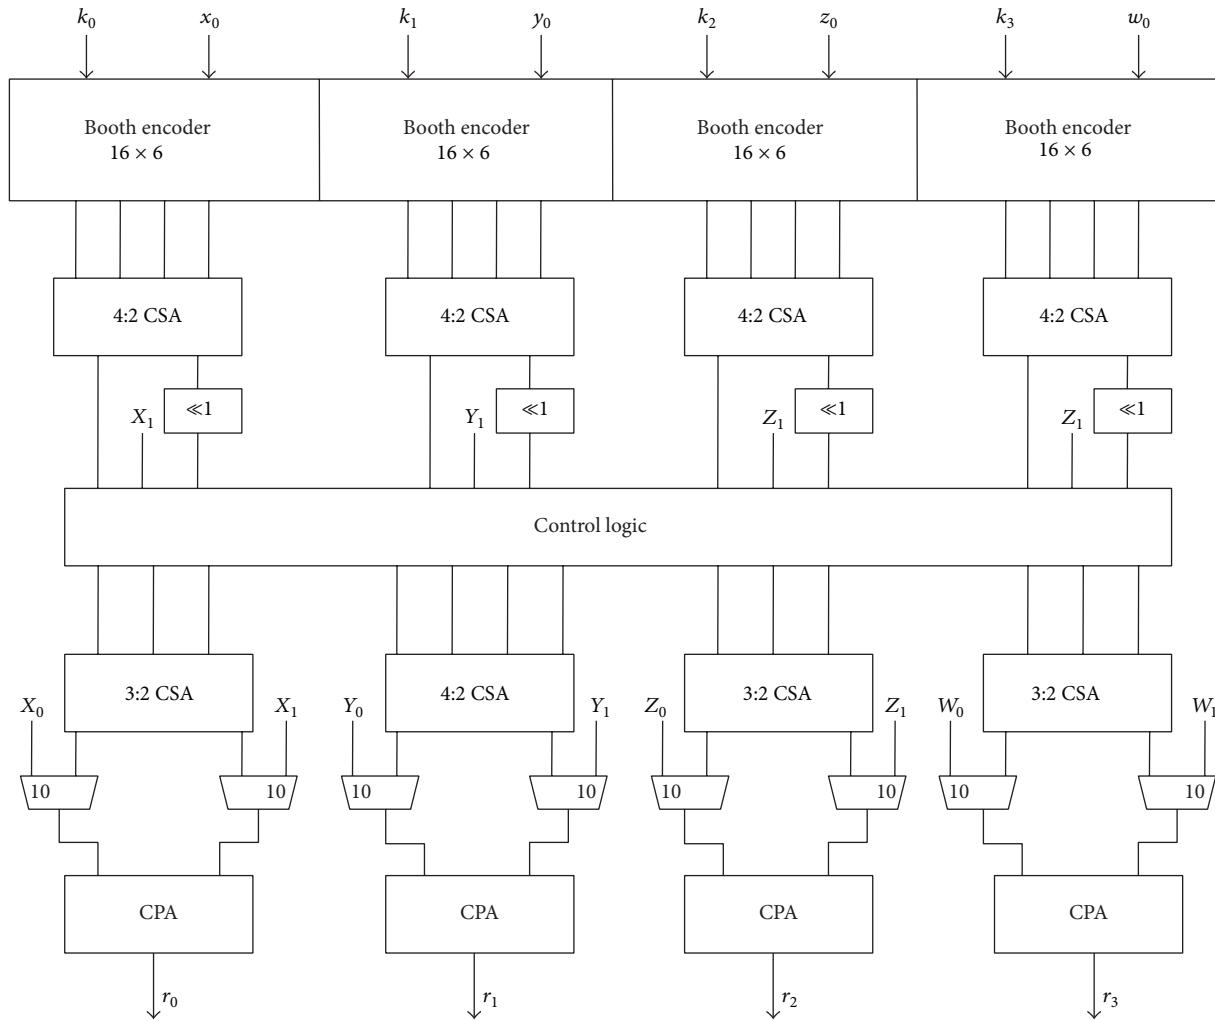 k₀ x₀ k₁ y₀ k₂ z₀ k₃ w₀
Booth encoder Booth encoder Booth encoder Booth encoder
16 × 6 16 × 6 16 × 6 16 × 6
4:2 CSA 4:2 CSA 4:2 CSA 4:2 CSA
X₁ ≪1 Y₁ ≪1 Z₁ ≪1 Z₁ ≪1
Control logic
3:2 CSA 4:2 CSA 3:2 CSA 3:2 CSA
X₀ X₁ Y₀ Y₁ Z₀ Z₁ W₀ W₁
10 10 10 10 10 10 10 10
CPA CPA CPA CPA
r₀ r₁ r₂ r₃